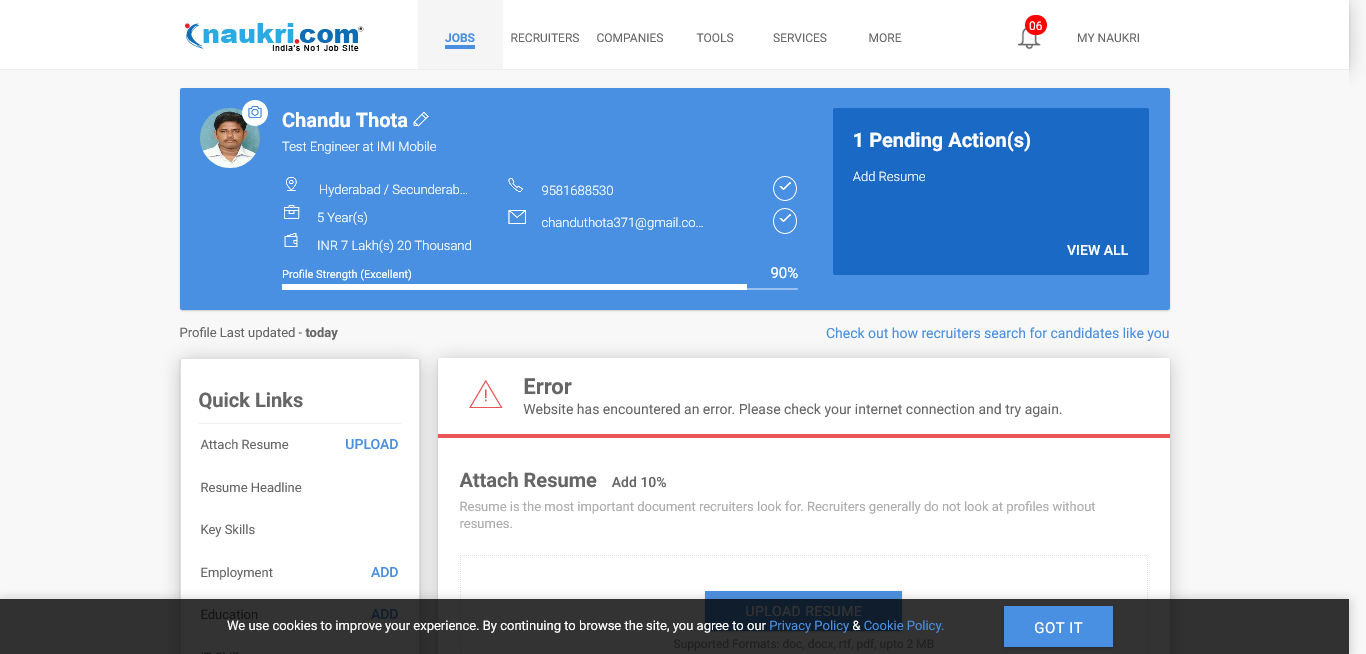 naukri.com
India's No1 Job Site
JOBS
RECRUITERS
COMPANIES
TOOLS
SERVICES
MORE
06
MY NAUKRI
Chandu Thota
Test Engineer at IMI Mobile
Hyderabad / Secunderab...
9581688530
5 Year(s)
chanduthota371@gmail.co...
INR 7 Lakh(s) 20 Thousand
Profile Strength (Excellent)
90%
1 Pending Action(s)
Add Resume
VIEW ALL
Profile Last updated - today
Check out how recruiters search for candidates like you
Quick Links
Attach Resume UPLOAD
Resume Headline
Key Skills
Employment ADD
Education ADD
Error
Website has encountered an error. Please check your internet connection and try again.
Attach Resume Add 10%
Resume is the most important document recruiters look for. Recruiters generally do not look at profiles without
resumes.
UPLOAD RESUME
Supported Formats: doc, docx, rtf, pdf, upto 2 MB
We use cookies to improve your experience. By continuing to browse the site, you agree to our Privacy Policy & Cookie Policy.
GOT IT